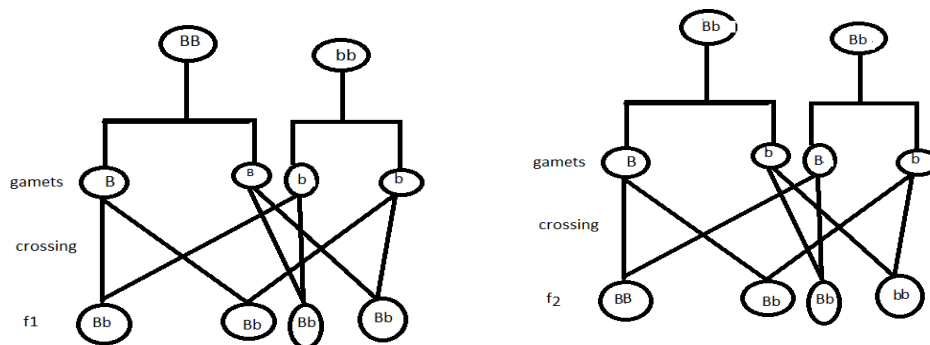 BB bb
gamets B B b b
crossing
f1 Bb Bb Bb Bb
Bb Bb
gamets B b B b
crossing
f2 BB Bb Bb bb